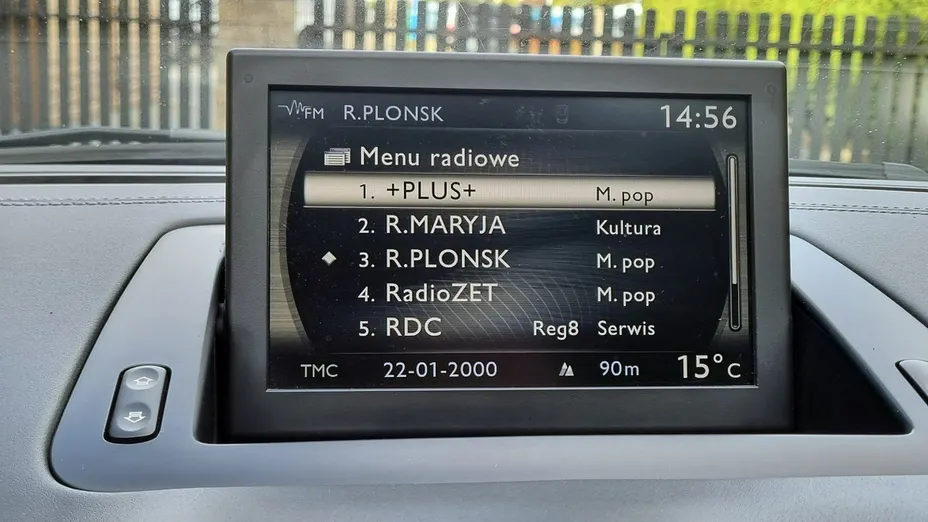 FM R.PLONSK 14:56
Menu radiowe
1. +PLUS+ M. pop
2. R.MARYJA Kultura
3. R.PLONSK M. pop
4. RadioZET M. pop
5. RDC Reg8 Serwis
TMC 22-01-2000 90m 15°C